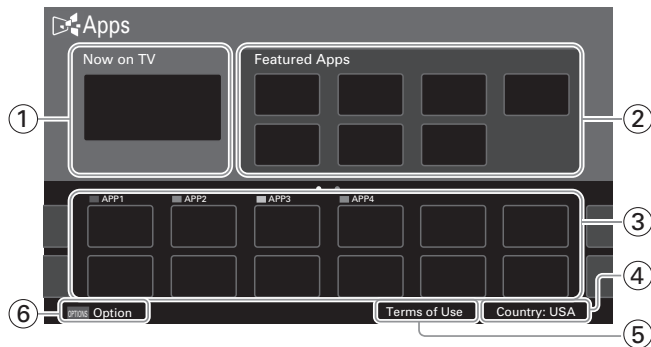 Apps
Now on TV
Featured Apps
①
②
APP1 APP2 APP3 APP4
③
④
⑥
OPTIONS Option
Terms of Use
Country: USA
⑤